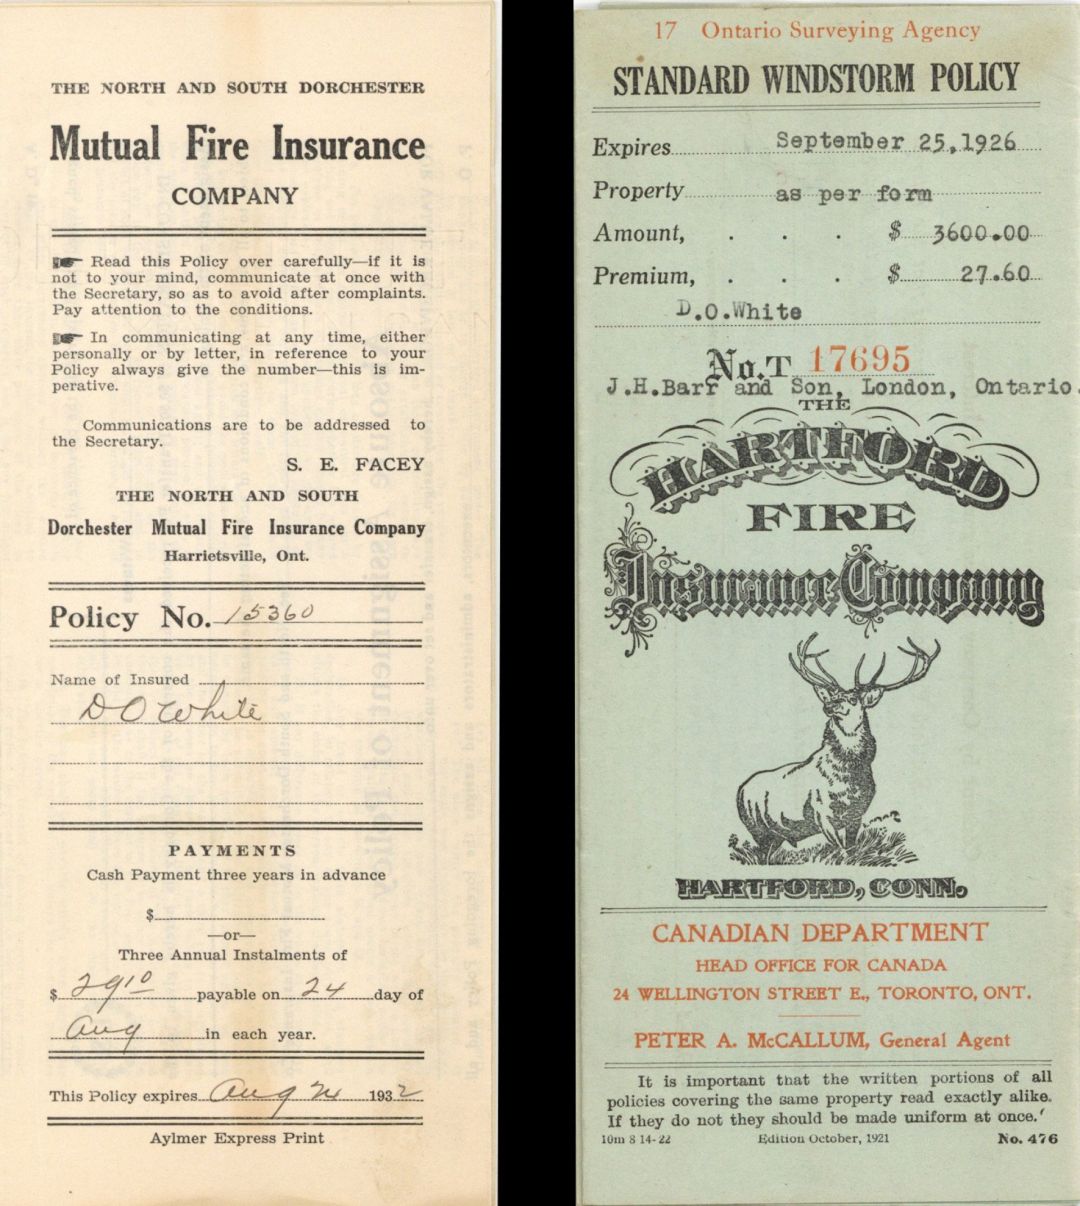 THE NORTH AND SOUTH DORCHESTER
Mutual Fire Insurance
COMPANY
Read this Policy over carefully—if it is
not to your mind, communicate at once with
the Secretary, so as to avoid after complaints.
Pay attention to the conditions.
In communicating at any time, either
personally or by letter, in reference to your
Policy always give the number—this is im-
perative.
Communications are to be addressed to
the Secretary.
S. E. FACEY
THE NORTH AND SOUTH
Dorchester Mutual Fire Insurance Company
Harrietsville, Ont.
Policy No. 15360
Name of Insured
D O White
PAYMENTS
Cash Payment three years in advance
$
—or—
Three Annual Instalments of
$ 29 10 payable on 24 day of
Aug in each year.
This Policy expires Aug 24 1932
Aylmer Express Print
17 Ontario Surveying Agency
STANDARD WINDSTORM POLICY
Expires September 25,1926
Property as per form
Amount, . . . $ 3600.00
Premium, . . . $ 27.60
D.O.White
No. T 17695
J.H.Barr and Son, London, Ontario.
THE
HARTFORD
FIRE
Insurance Company
HARTFORD, CONN.
CANADIAN DEPARTMENT
HEAD OFFICE FOR CANADA
24 WELLINGTON STREET E., TORONTO, ONT.
PETER A. McCALLUM, General Agent
It is important that the written portions of all
policies covering the same property read exactly alike.
If they do not they should be made uniform at once.
10m 8 14-22 Edition October, 1921 No. 476